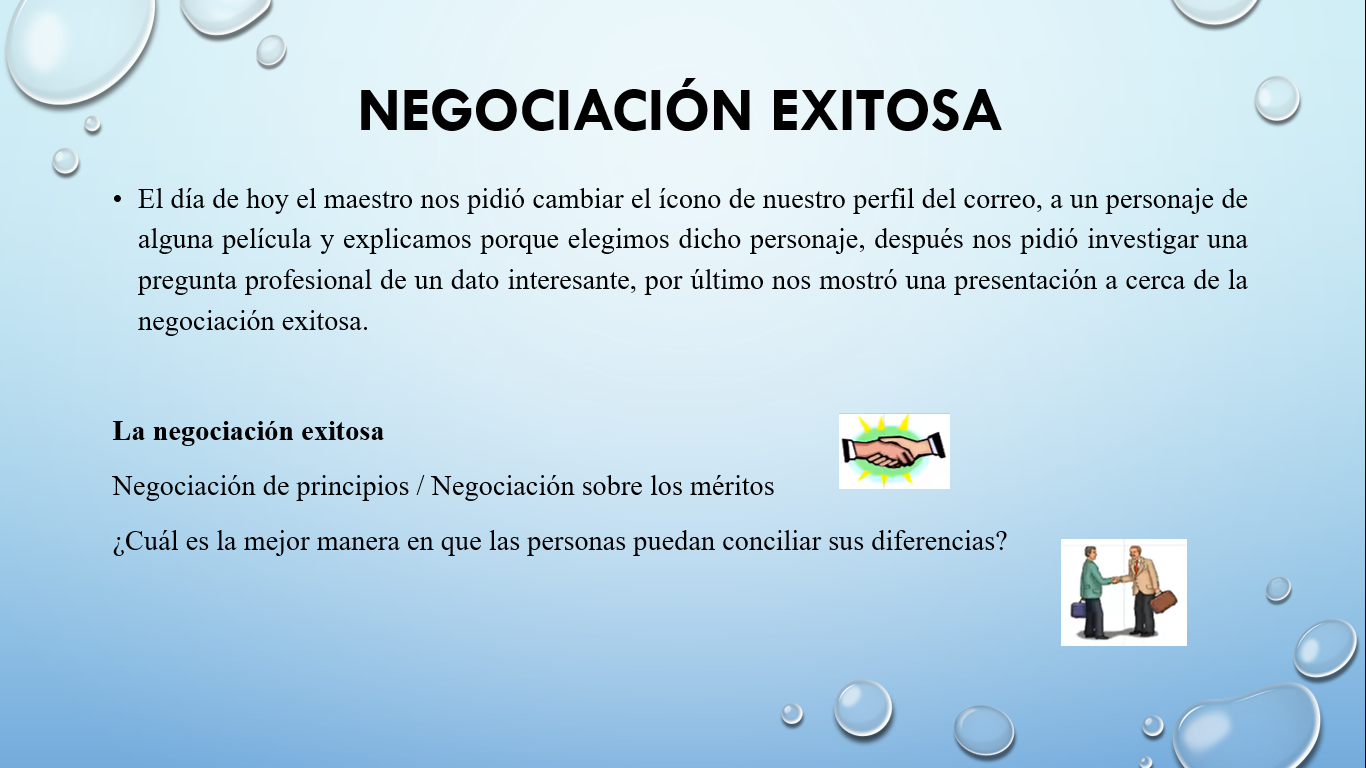 NEGOCIACIÓN EXITOSA
• El día de hoy el maestro nos pidió cambiar el ícono de nuestro perfil del correo, a un personaje de
alguna película y explicamos porque elegimos dicho personaje, después nos pidió investigar una
pregunta profesional de un dato interesante, por último nos mostró una presentación a cerca de la
negociación exitosa.
La negociación exitosa
Negociación de principios / Negociación sobre los méritos
¿Cuál es la mejor manera en que las personas puedan conciliar sus diferencias?